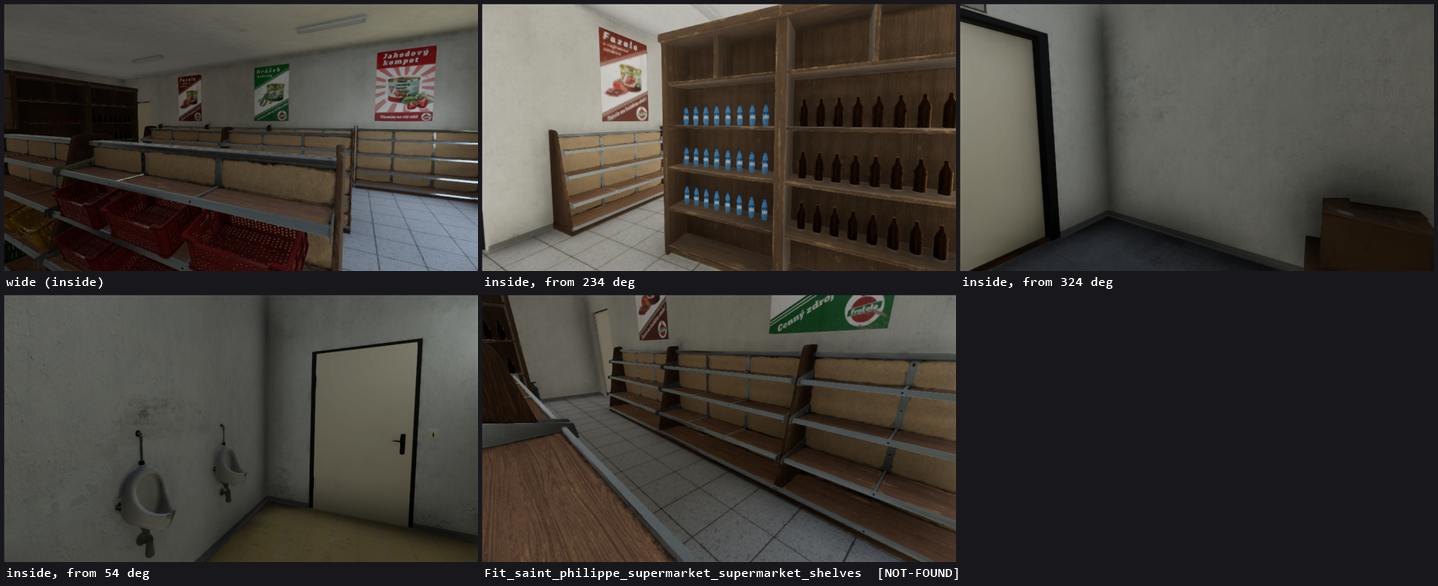 Fazole
Hrášek
Jahodový
kompot
Fazole
Cenný zdroj
wide (inside)
inside, from 234 deg
inside, from 324 deg
inside, from 54 deg
Fit_saint_philippe_supermarket_supermarket_shelves [NOT-FOUND]